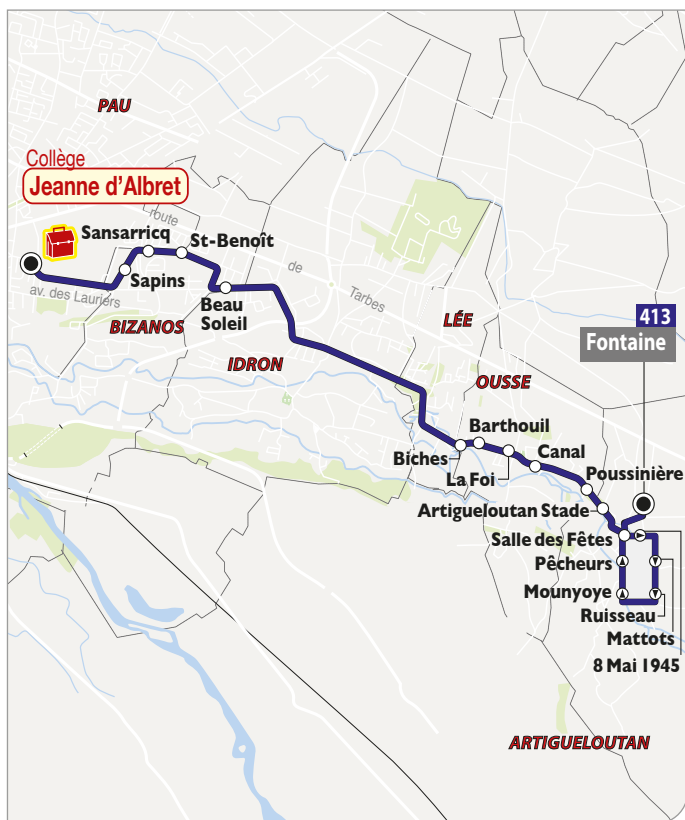 PAU
Collège
Jeanne d'Albret
Sansarricq
route
St-Benoît
Sapins
de
av. des Lauriers
Tarbes
Beau
Soleil
BIZANOS
LÉE
413
Fontaine
IDRON
OUSSE
Barthouil
Biches
Canal
La Foi
Poussinière
Artigueloutan Stade
Salle des Fêtes
Pêcheurs
Mounyoye
Ruisseau
Mattots
8 Mai 1945
ARTIGUELOUTAN